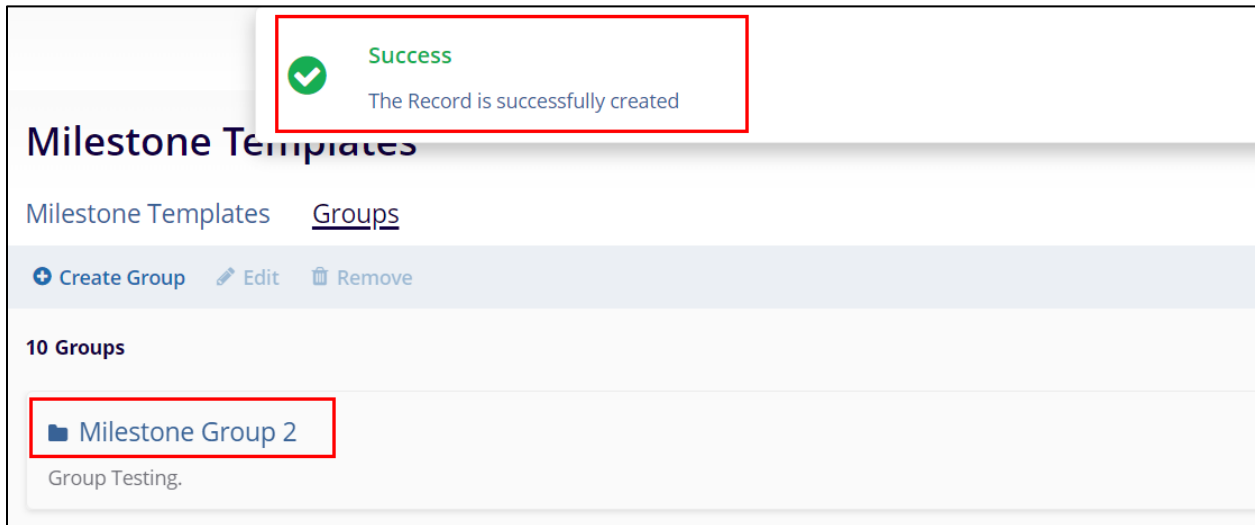 Success
The Record is successfully created
Milestone Templates
Milestone Templates Groups
Create Group Edit Remove
10 Groups
Milestone Group 2
Group Testing.